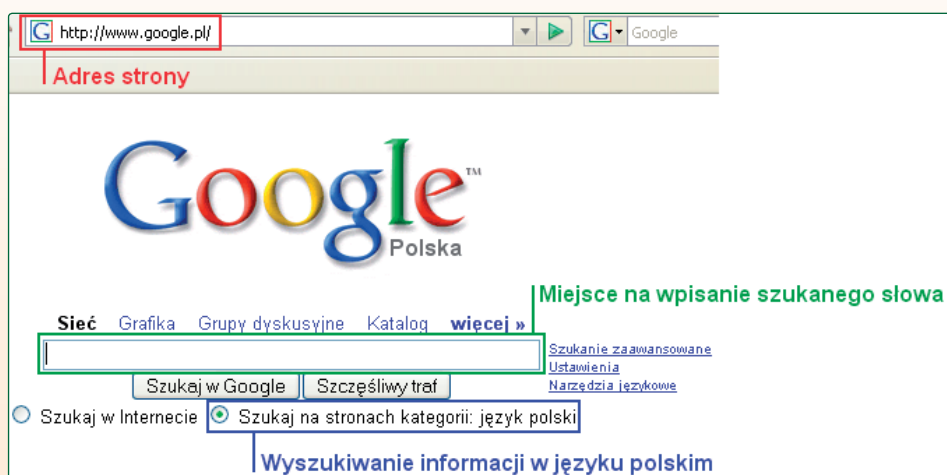 http://www.google.pl/
Google
Adres strony
Google™
Polska
Miejsce na wpisanie szukanego słowa
Sieć Grafika Grupy dyskusyjne Katalog więcej »
Szukanie zaawansowane
Ustawienia
Narzędzia językowe
Szukaj w Google Szczęśliwy traf
Szukaj w Internecie Szukaj na stronach kategorii: język polski
Wyszukiwanie informacji w języku polskim